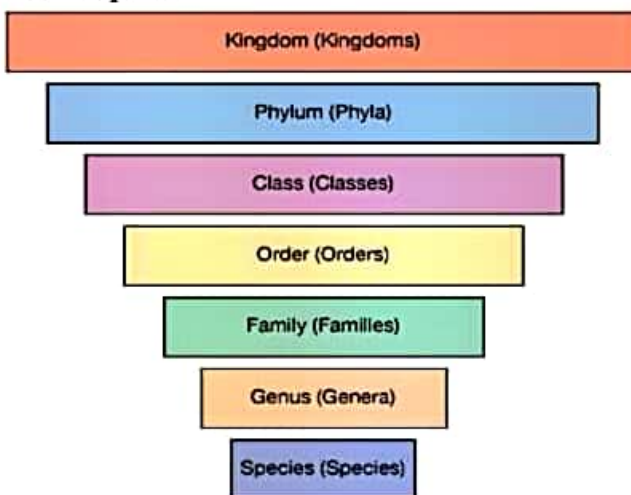 Kingdom (Kingdoms)
Phylum (Phyla)
Class (Classes)
Order (Orders)
Family (Families)
Genus (Genera)
Species (Species)